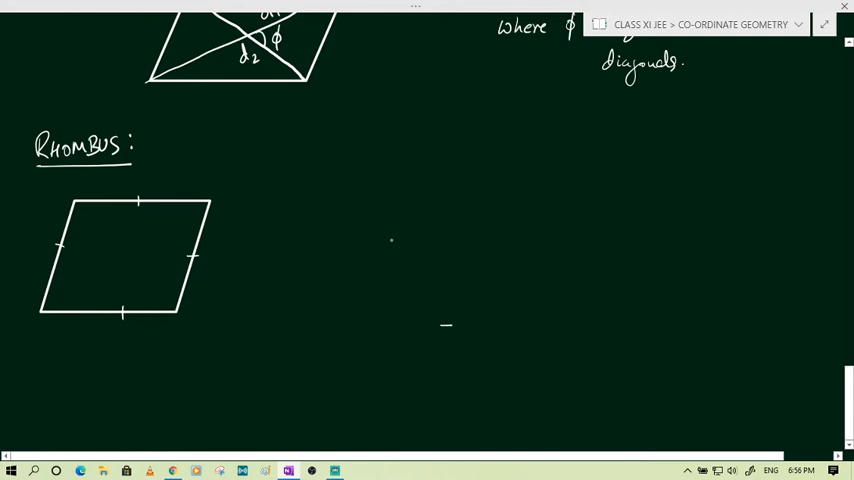 CLASS XI JEE > CO-ORDINATE GEOMETRY
where ϕ
diagonals.
d2
ϕ
RHOMBUS:
ENG
6:56 PM